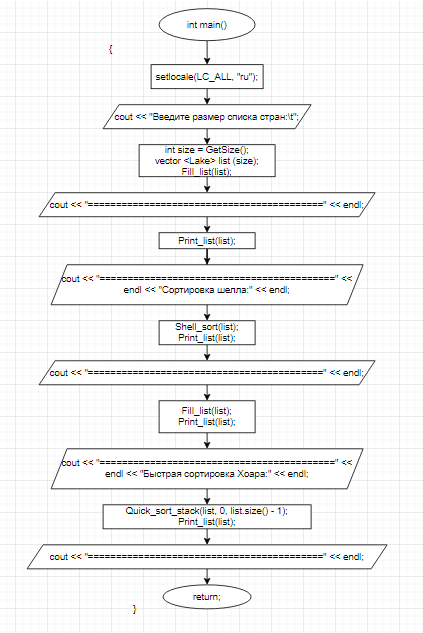 int main()
{
setlocale(LC_ALL, "ru");
cout << "Введите размер списка стран:\t";
int size = GetSize();
vector <Lake> list (size);
Fill_list(list);
cout << "==========================================" << endl;
Print_list(list);
cout << "==========================================" <<
endl << "Сортировка шелла:" << endl;
Shell_sort(list);
Print_list(list);
cout << "==========================================" << endl;
Fill_list(list);
Print_list(list);
cout << "==========================================" <<
endl << "Быстрая сортировка Хоара:" << endl;
Quick_sort_stack(list, 0, list.size() - 1);
Print_list(list);
cout << "==========================================" << endl;
return;
}